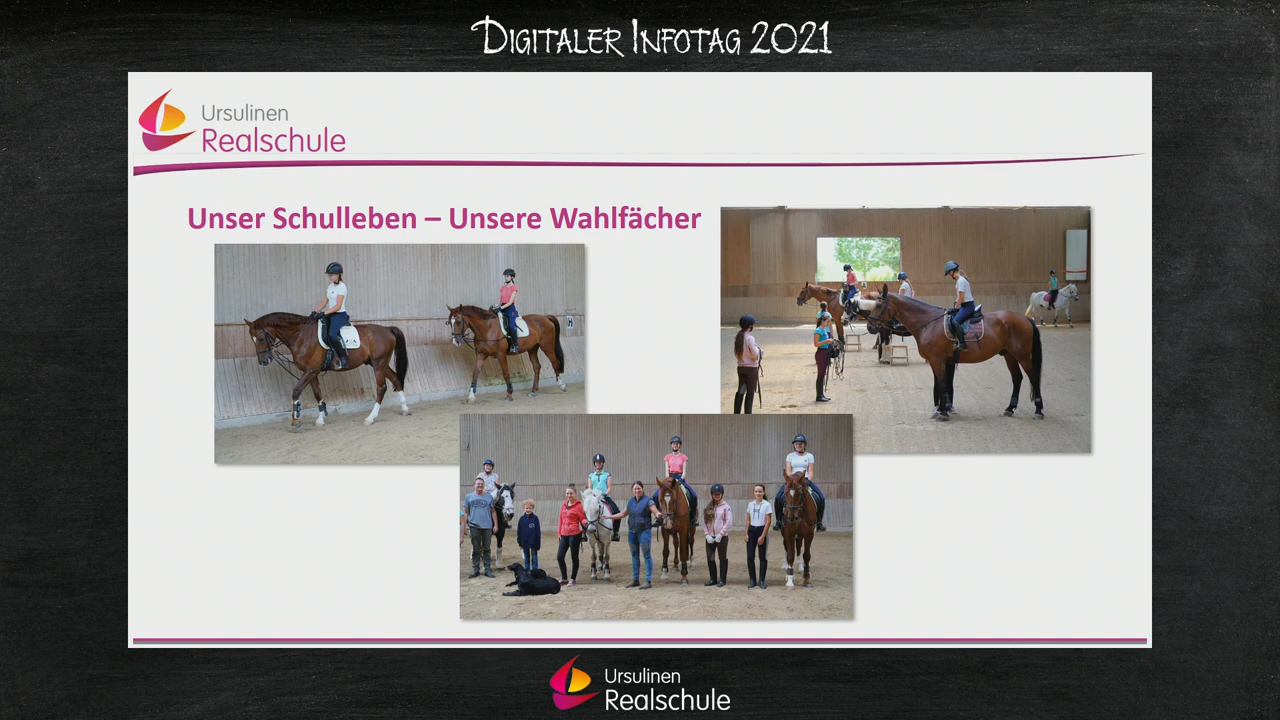 Digitaler Infotag 2021
Ursulinen
Realschule
Unser Schulleben – Unsere Wahlfächer
H
Ursulinen
Realschule